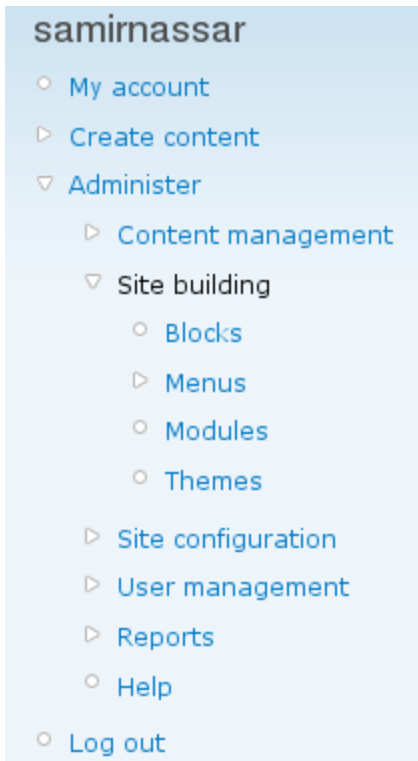 samirnassar
My account
Create content
Administer
Content management
Site building
Blocks
Menus
Modules
Themes
Site configuration
User management
Reports
Help
Log out